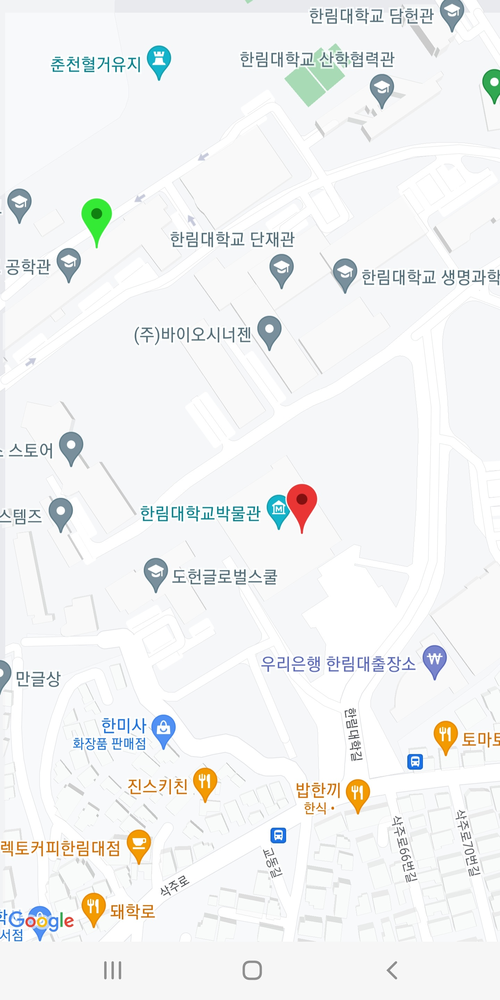 한림대학교 담헌관
춘천혈거유지
한림대학교 산학협력관
한림대학교 단재관
공학관
한림대학교 생명과학
(주)바이오시너젠
스토어
한림대학교박물관
스템즈
도헌글로벌스쿨
우리은행 한림대출장소
만글상
한림대학길
한미사
화장품 판매점
토마토
진스키친
밥한끼
한식 •
삭주로66번길
삭주로70번길
렉토커피한림대점
교동길
삭주로
돼학로
Google
서점